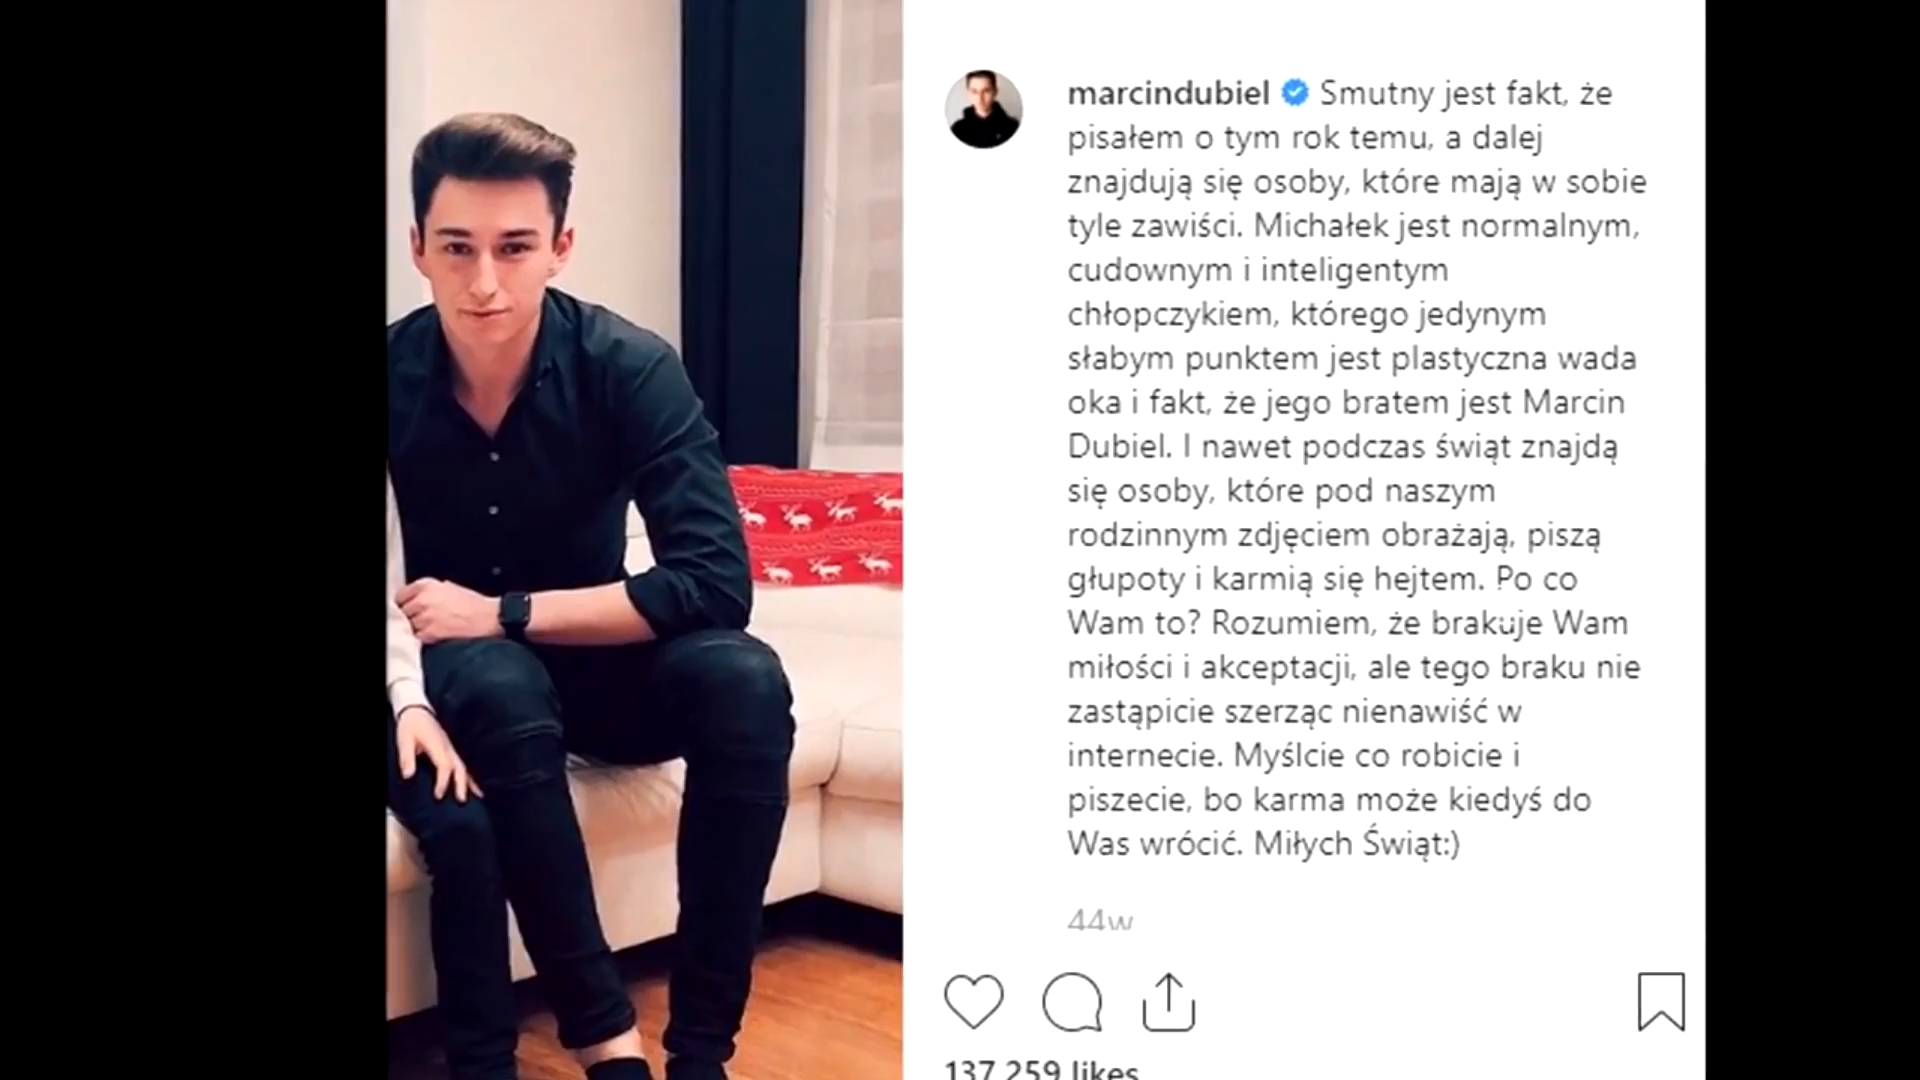 marcindubiel Smutny jest fakt, że
pisałem o tym rok temu, a dalej
znajdują się osoby, które mają w sobie
tyle zawiści. Michałek jest normalnym,
cudownym i inteligentym
chłopczykiem, którego jedynym
słabym punktem jest plastyczna wada
oka i fakt, że jego bratem jest Marcin
Dubiel. I nawet podczas świąt znajdą
się osoby, które pod naszym
rodzinnym zdjęciem obrażają, piszą
głupoty i karmią się hejtem. Po co
Wam to? Rozumiem, że brakuje Wam
miłości i akceptacji, ale tego braku nie
zastąpicie szerząc nienawiść w
internecie. Myślcie co robicie i
piszecie, bo karma może kiedyś do
Was wrócić. Miłych Świąt:)
44w
137,259 likes